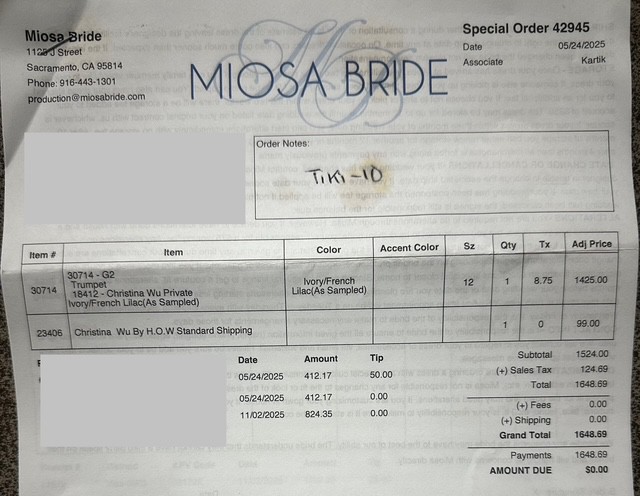 Miosa Bride
1128 J Street
Sacramento, CA 95814
Phone: 916-443-1301
production@miosabride.com
MIOSA BRIDE
Special Order 42945
Date 05/24/2025
Associate Kartik
Order Notes:
TiKi-10
Item # Item Color Accent Color Sz Qty Tx Adj Price
30714 30714 - G2 Trumpet 18412 - Christina Wu Private Ivory/French Lilac(As Sampled) Ivory/French Lilac(As Sampled) 12 1 8.75 1425.00
23406 Christina Wu By H.O.W Standard Shipping 1 0 99.00
Date Amount Tip
05/24/2025 412.17 50.00
05/24/2025 412.17 0.00
11/02/2025 824.35 0.00
Subtotal 1524.00
(+) Sales Tax 124.69
Total 1648.69
(+) Fees 0.00
(+) Shipping 0.00
Grand Total 1648.69
Payments 1648.69
AMOUNT DUE $0.00